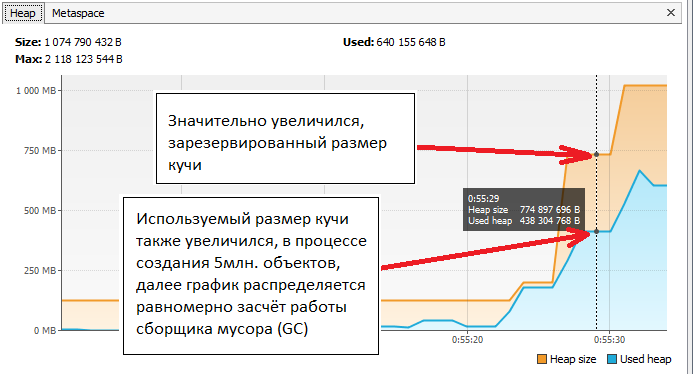 Heap Metaspace ×
Size: 1 074 790 432 B Used: 640 155 648 B
Max: 2 118 123 544 B
1 000 MB
750 MB
500 MB
250 MB
0 MB
Значительно увеличился,
зарезервированный размер
кучи
0:55:29
Heap size 774 897 696 B
Used heap 438 304 768 B
Используемый размер кучи
также увеличился, в процессе
создания 5млн. объектов,
далее график распределяется
равномерно засчёт работы
сборщика мусора (GC)
0:55:20 0:55:30
Heap size Used heap